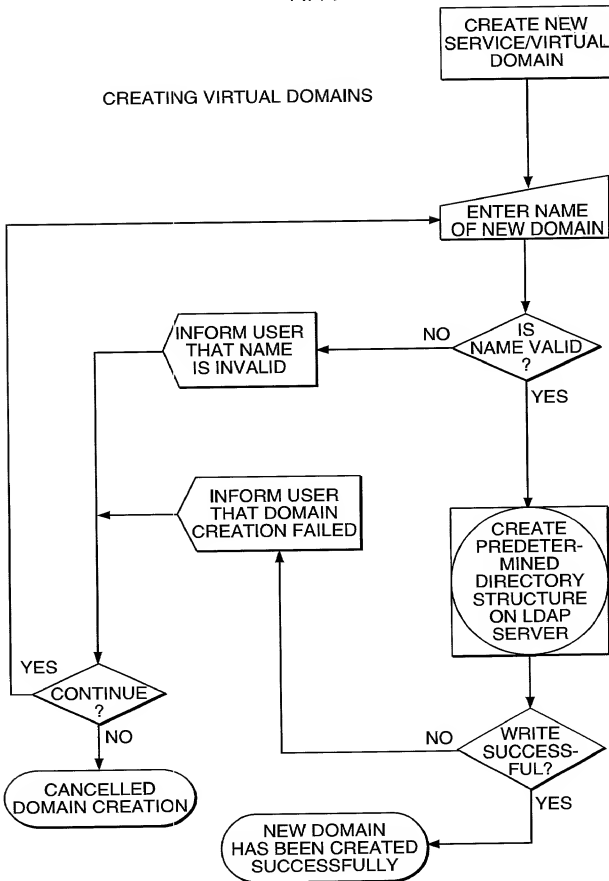 CREATE NEW
SERVICE/VIRTUAL
DOMAIN
CREATING VIRTUAL DOMAINS
ENTER NAME
OF NEW DOMAIN
IS
NAME VALID
?
NO
YES
INFORM USER
THAT NAME
IS INVALID
INFORM USER
THAT DOMAIN
CREATION FAILED
CREATE
PREDETER-
MINED
DIRECTORY
STRUCTURE
ON LDAP
SERVER
YES
CONTINUE
?
NO
CANCELLED
DOMAIN CREATION
NO
WRITE
SUCCESS-
FUL?
YES
NEW DOMAIN
HAS BEEN CREATED
SUCCESSFULLY